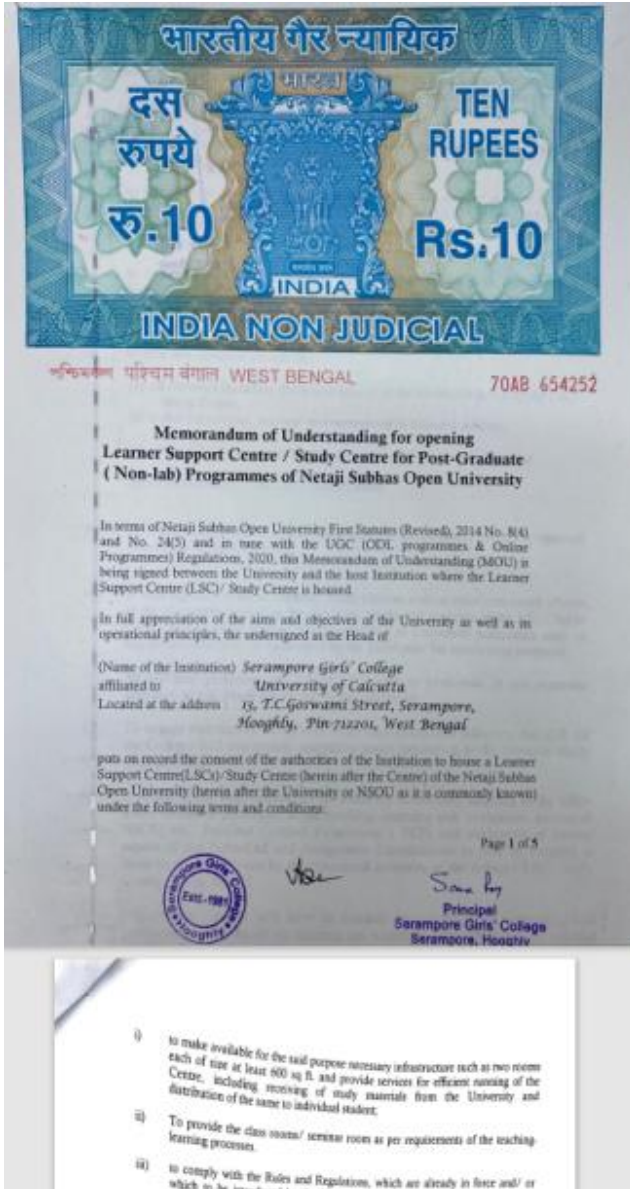 भारतीय गैर न्यायिक
भारत
दस
रुपये
रु.10
TEN
RUPEES
Rs.10
INDIA
INDIA NON JUDICIAL
पश्चिम बंगाल WEST BENGAL
70AB 654252
Memorandum of Understanding for opening
Learner Support Centre / Study Centre for Post-Graduate
( Non-lab) Programmes of Netaji Subhas Open University
In terms of Netaji Subhas Open University First Statutes (Revised), 2014 No. 8(4)
and No. 24(5) and in tune with the UGC (ODL programmes & Online
Programmes) Regulations, 2020, this Memorandum of Understanding (MOU) is
being signed between the University and the host Institution where the Learner
Support Centre (LSC)/ Study Centre is housed.
In full appreciation of the aims and objectives of the University as well as its
operational principles, the undersigned as the Head of
(Name of the Institution) Serampore Girls' College
affiliated to University of Calcutta
Located at the address 13, T.C.Goswami Street, Serampore,
Hooghly, Pin-712201, West Bengal
puts on record the consent of the authorities of the Institution to house a Learner
Support Centre(LSCs)/Study Centre (herein after the Centre) of the Netaji Subhas
Open University (herein after the University or NSOU as it is commonly known)
under the following terms and conditions:
Page 1 of 5
Serampore Girls' College
Estd.-1981
Hooghly
Principal
Serampore Girls' College
Serampore, Hooghly
i) to make available for the said purpose necessary infrastructure such as two rooms
each of size at least 600 sq ft. and provide services for efficient running of the
Centre, including receiving of study materials from the University and
distribution of the same to individual student;
ii) To provide the class rooms/ seminar room as per requirements of the teaching-
learning processes.
iii) to comply with the Rules and Regulations, which are already in force and/ or
which to be